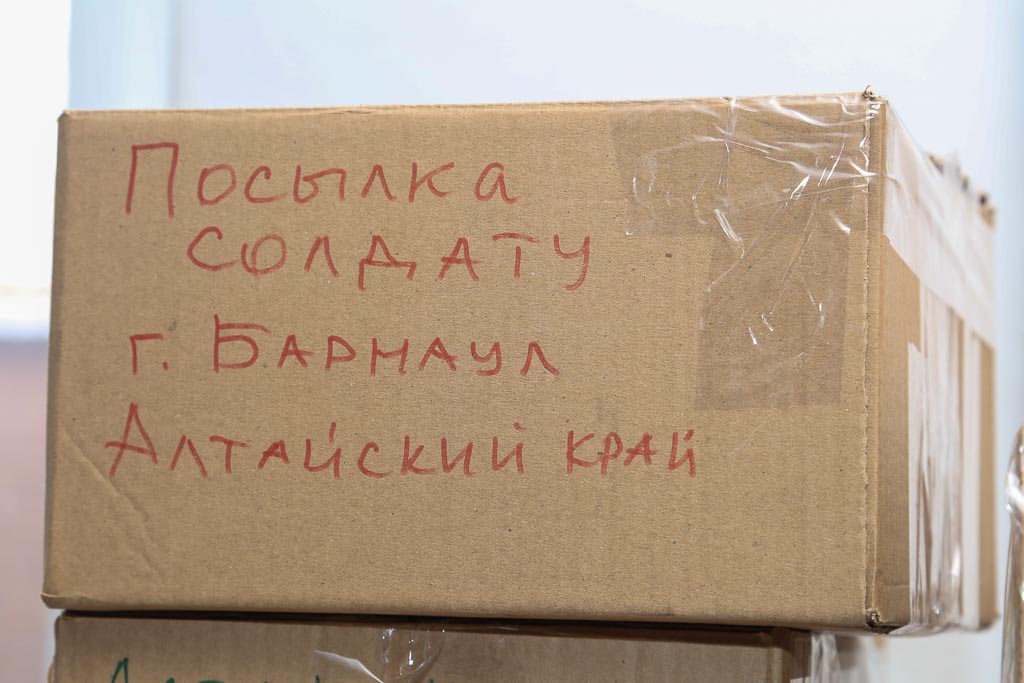 Посылка
солдату
г. Барнаул
Алтайский край